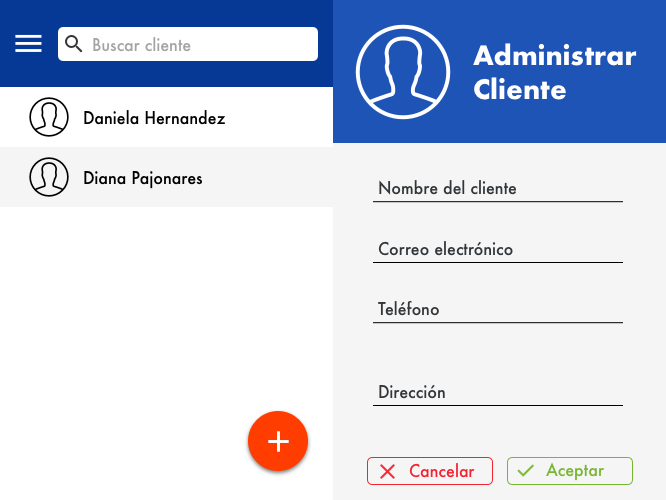 Buscar cliente
Daniela Hernandez
Diana Pajonares
Administrar
Cliente
Nombre del cliente
Correo electrónico
Teléfono
Dirección
Cancelar
Aceptar